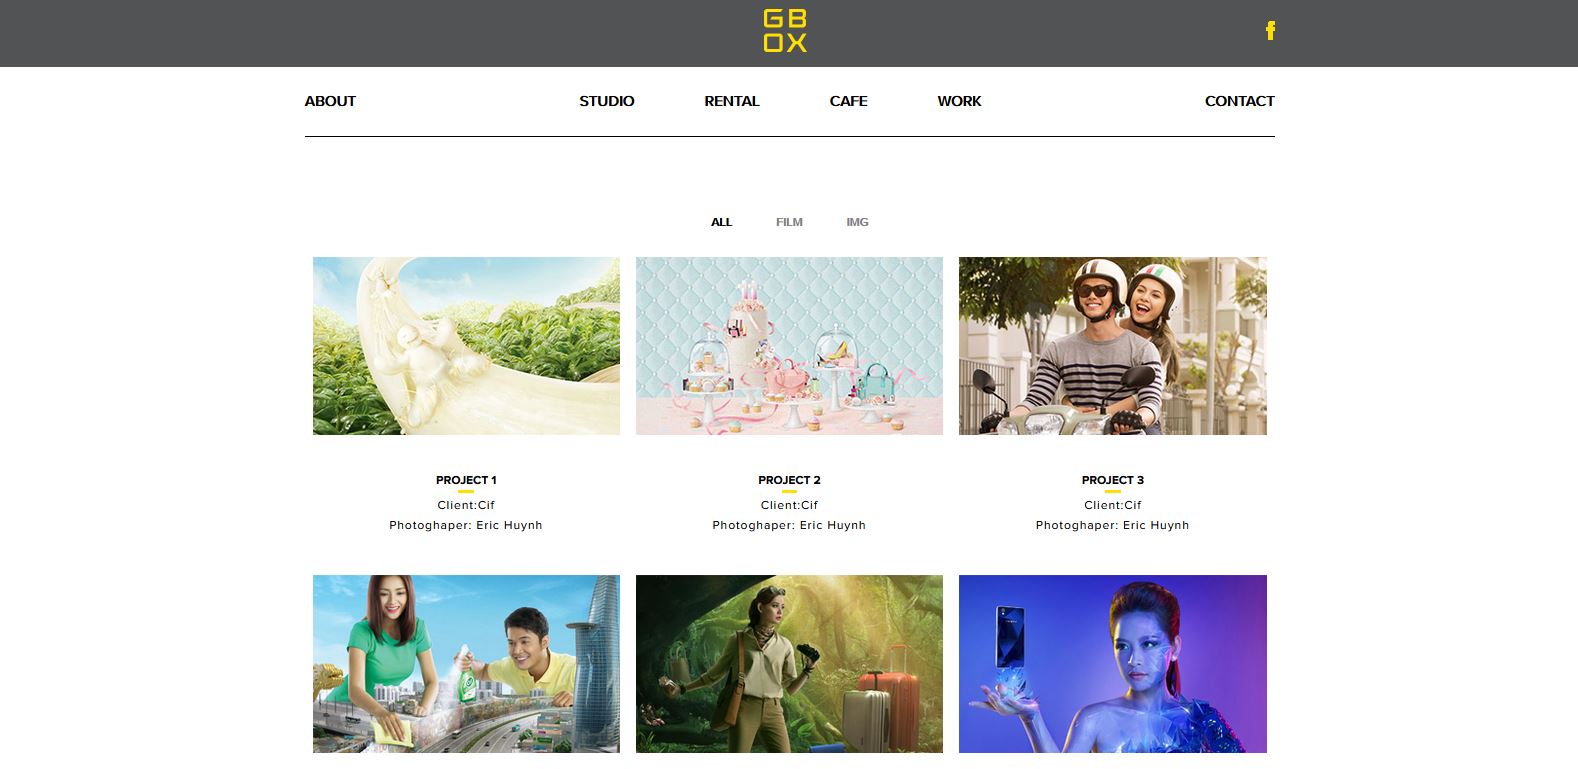 GB
OX
f
ABOUT STUDIO RENTAL CAFE WORK CONTACT
ALL FILM IMG
PROJECT 1
Client:Cif
Photoghaper: Eric Huynh
PROJECT 2
Client:Cif
Photoghaper: Eric Huynh
PROJECT 3
Client:Cif
Photoghaper: Eric Huynh